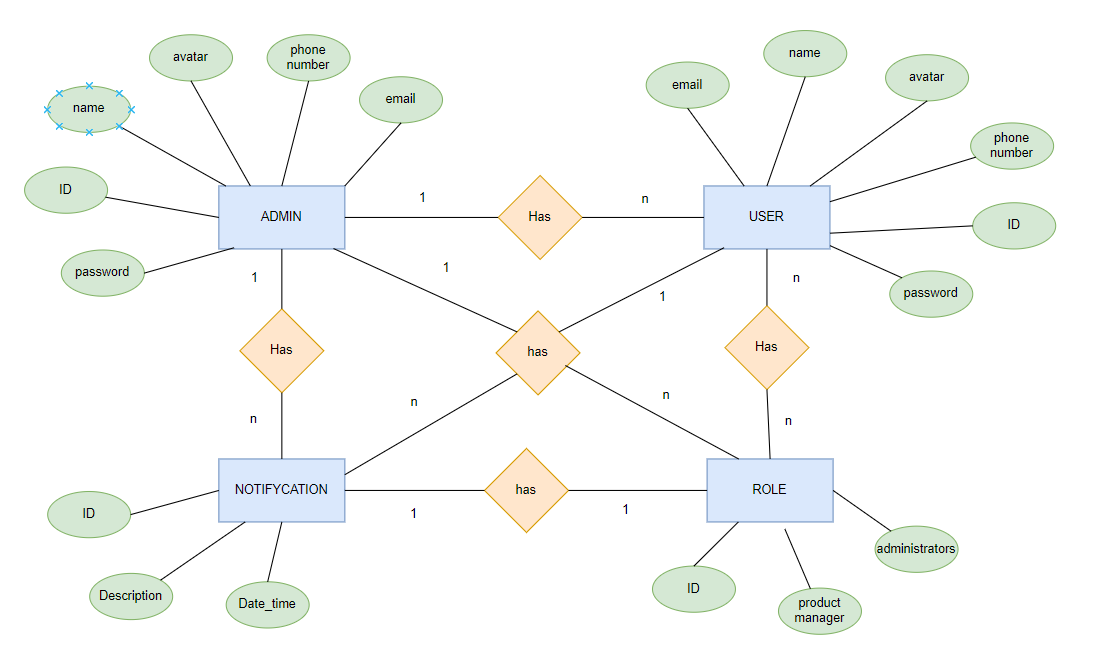 name
avatar
phone
number
email
phone
number
email
name
avatar
ID
ADMIN
1
Has
n
USER
ID
password
1
1
1
n
password
Has
has
Has
n
n
n
n
NOTIFYCATION
has
ROLE
ID
1
1
administrators
Description
Date_time
ID
product
manager